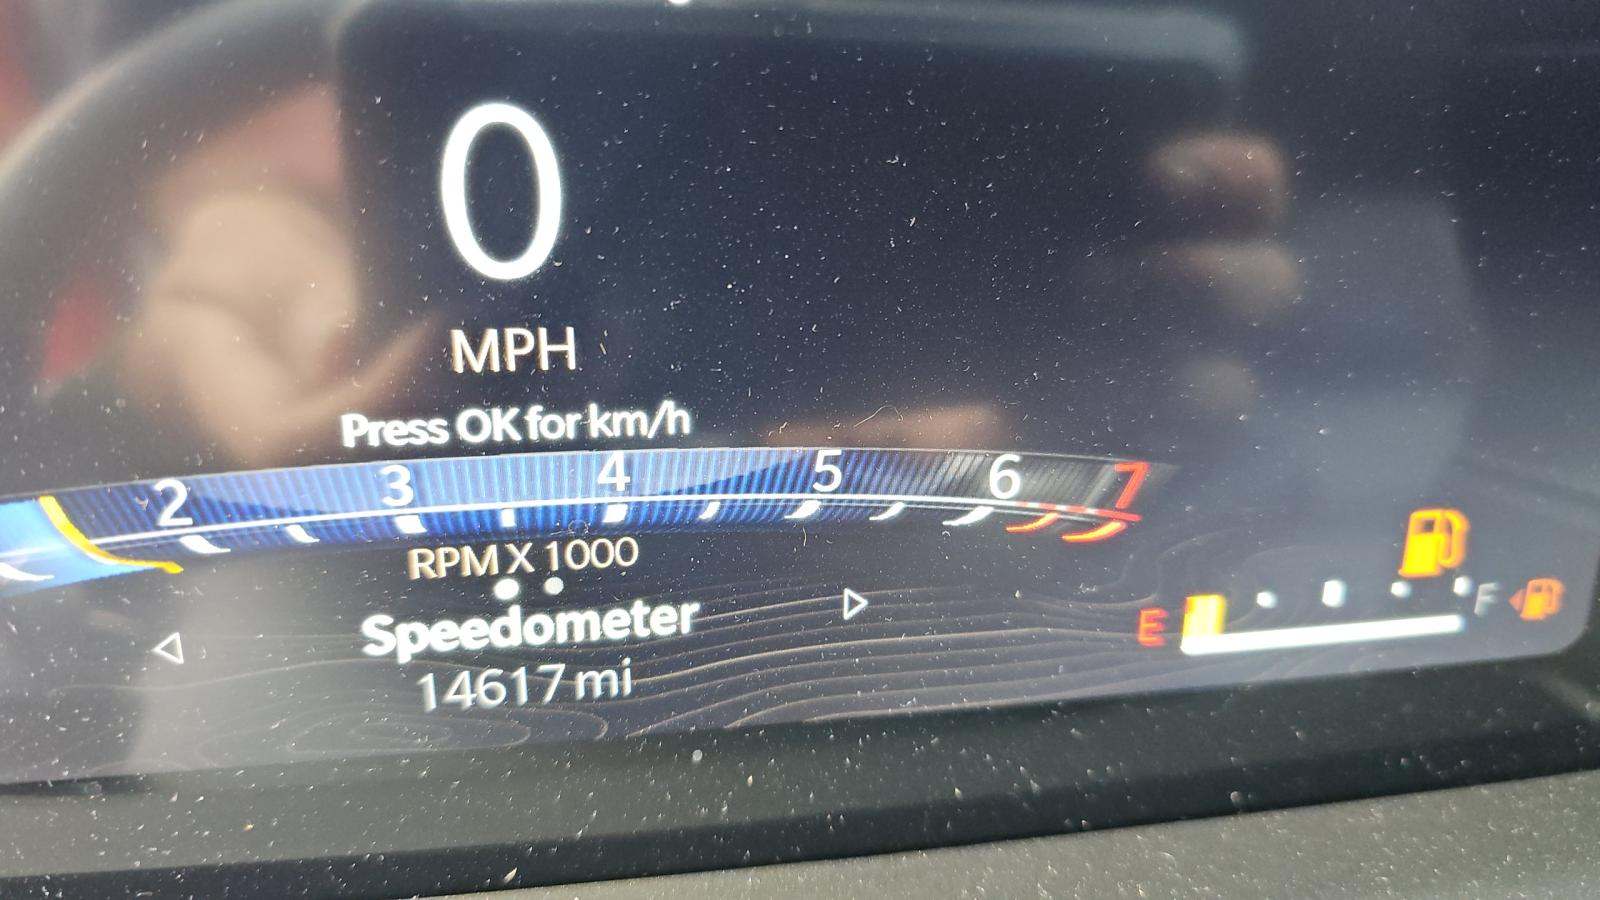 0
MPH
Press OK for km/h
2 3 4 5 6 7
RPM X 1000
Speedometer
14617 mi
E F